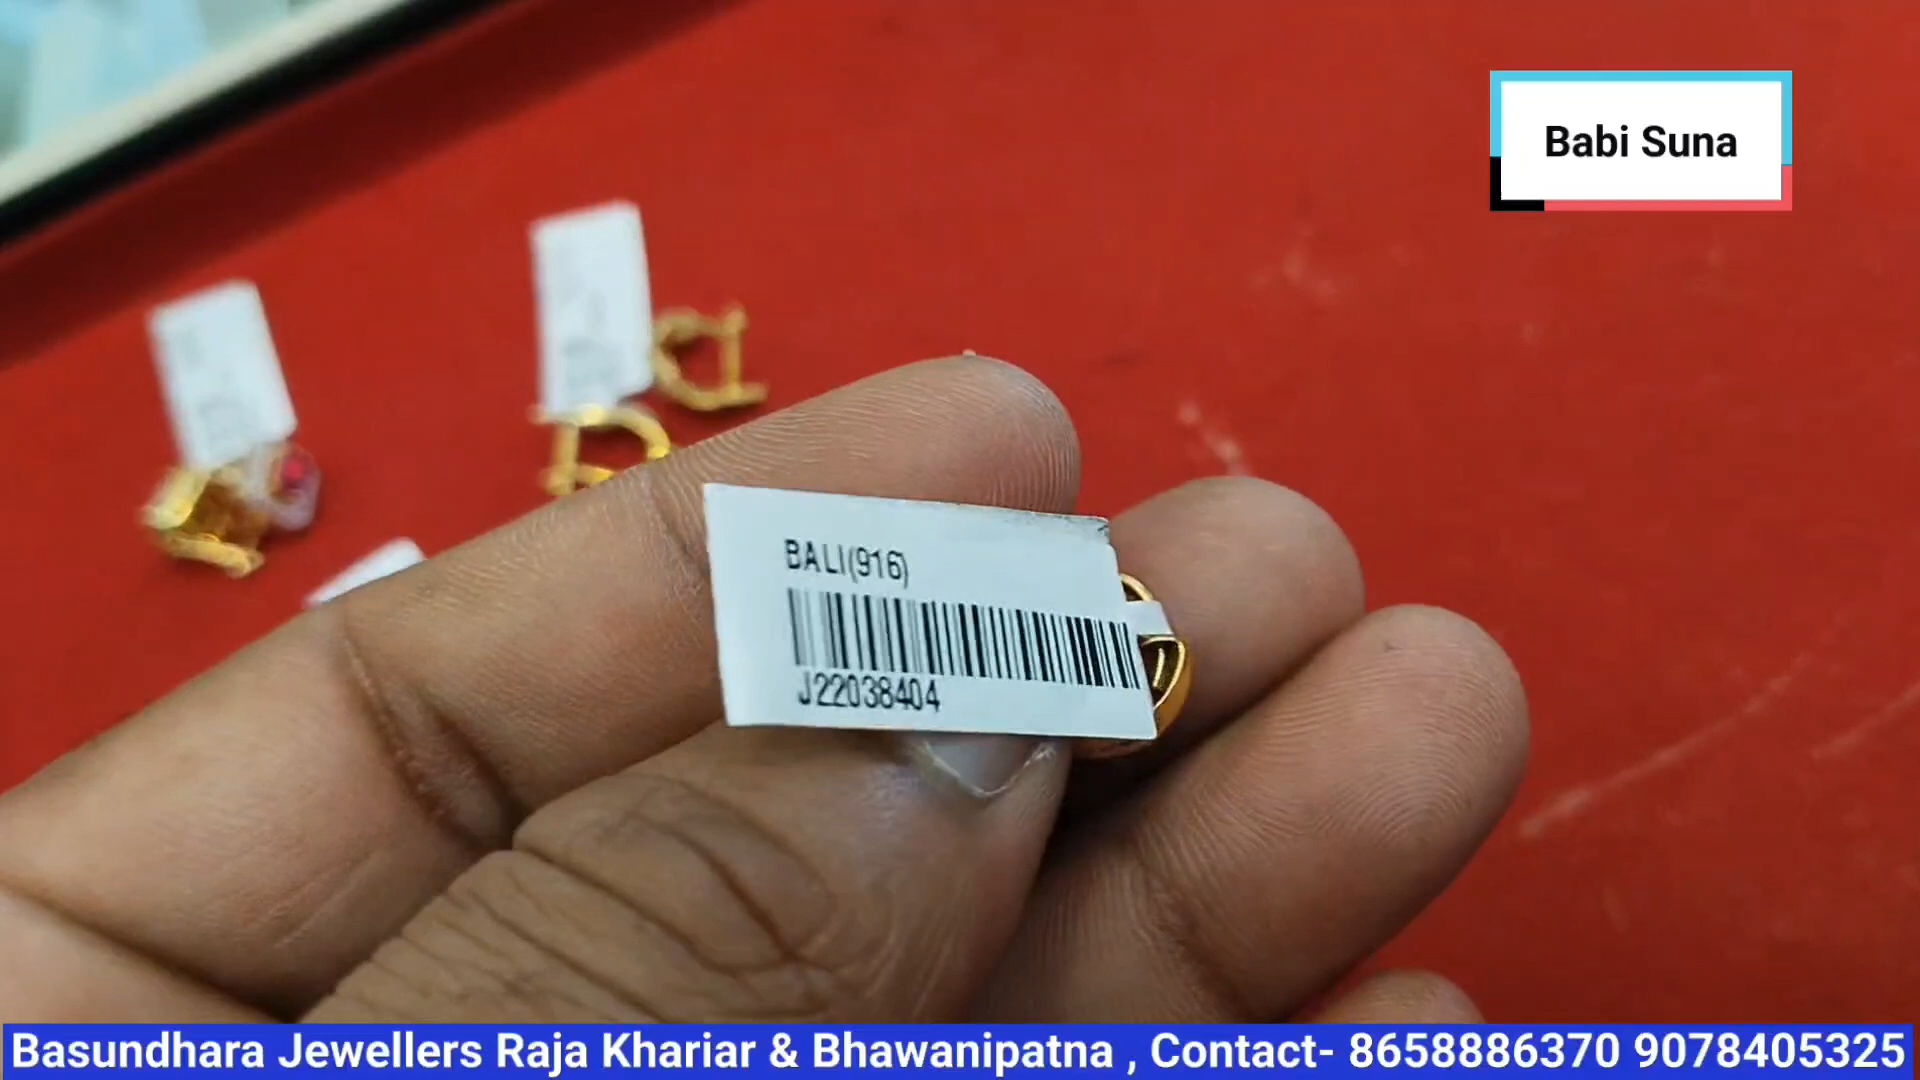 Babi Suna
BALI(916)
J22038404
Basundhara Jewellers Raja Khariar & Bhawanipatna , Contact- 8658886370 9078405325